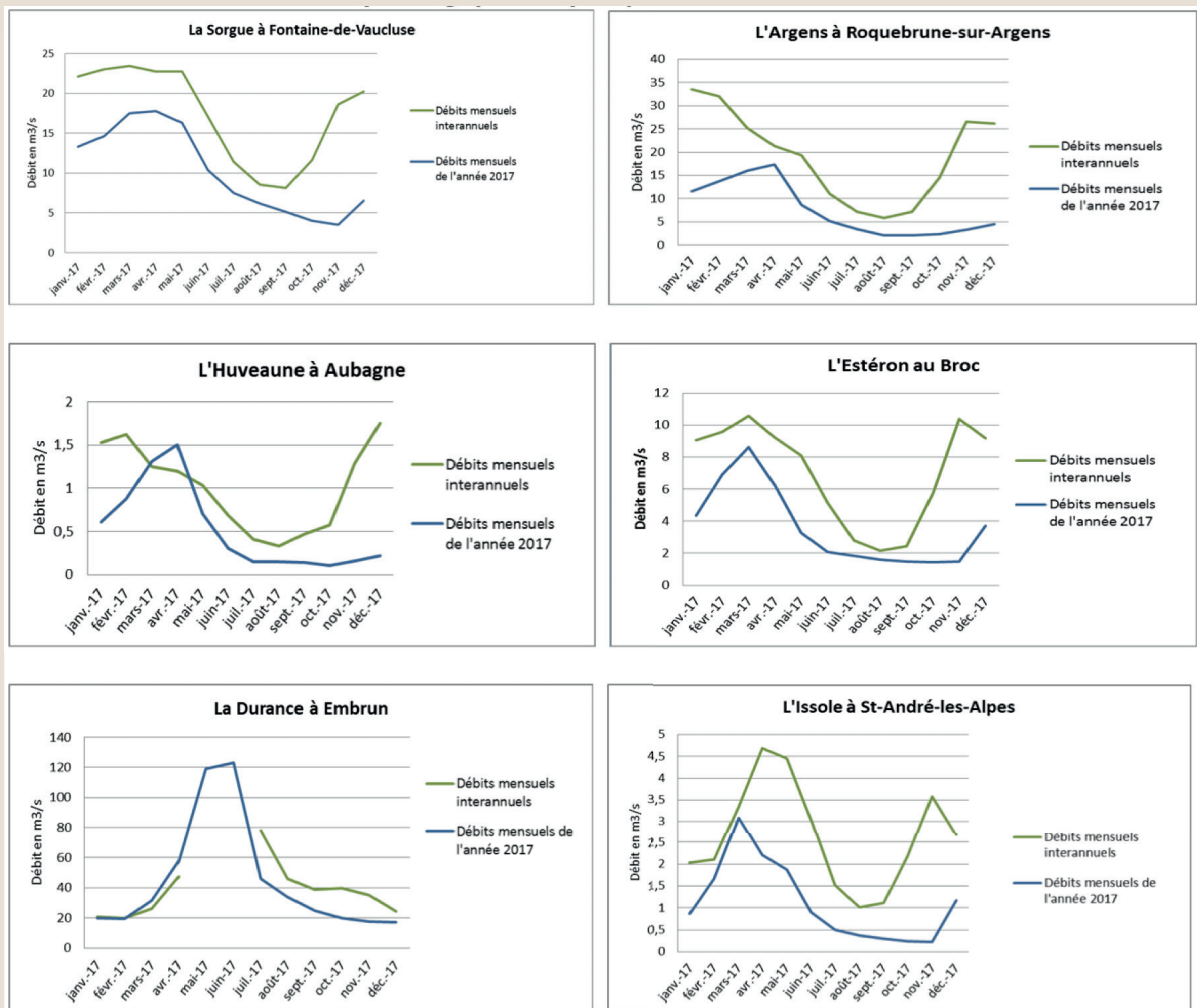 La Sorgue à Fontaine-de-Vaucluse
Débit en m3/s
25
20
15
10
5
0
janv.-17
févr.-17
mars-17
avr.-17
mai-17
juin-17
juil.-17
août-17
sept.-17
oct.-17
nov.-17
déc.-17
Débits mensuels
interannuels
Débits mensuels
de l'année 2017
L'Argens à Roquebrune-sur-Argens
Débit en m3/s
40
35
30
25
20
15
10
5
0
janv.-17
févr.-17
mars-17
avr.-17
mai-17
juin-17
juil.-17
août-17
sept.-17
oct.-17
nov.-17
déc.-17
Débits mensuels
interannuels
Débits mensuels
de l'année 2017
L'Huveaune à Aubagne
Débit en m3/s
2
1,5
1
0,5
0
janv.-17
févr.-17
mars-17
avr.-17
mai-17
juin-17
juil.-17
août-17
sept.-17
oct.-17
nov.-17
déc.-17
Débits mensuels
interannuels
Débits mensuels
de l'année 2017
L'Estéron au Broc
Débit en m3/s
12
10
8
6
4
2
0
janv.-17
févr.-17
mars-17
avr.-17
mai-17
juin-17
juil.-17
août-17
sept.-17
oct.-17
nov.-17
déc.-17
Débits mensuels
interannuels
Débits mensuels
de l'année 2017
La Durance à Embrun
Débit en m3/s
140
120
100
80
60
40
20
0
janv.-17
févr.-17
mars-17
avr.-17
mai-17
juin-17
juil.-17
août-17
sept.-17
oct.-17
nov.-17
déc.-17
Débits mensuels
interannuels
Débits mensuels de
l'année 2017
L'Issole à St-André-les-Alpes
Débit en m3/s
5
4,5
4
3,5
3
2,5
2
1,5
1
0,5
0
janv.-17
févr.-17
mars-17
avr.-17
mai-17
juin-17
juil.-17
août-17
sept.-17
oct.-17
nov.-17
déc.-17
Débits mensuels
interannuels
Débits mensuels de
l'année 2017